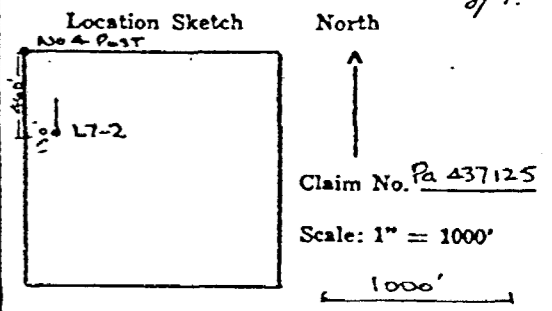 Location Sketch North
No 4 Post
L7-2
Claim No. Pa 437125
Scale: 1" = 1000'
1000'